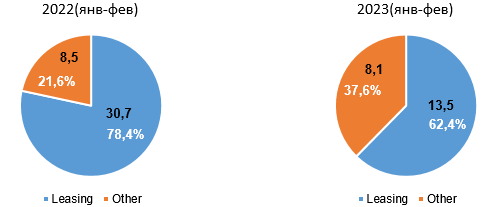 2022(янв-фев)
8,5
21,6%
30,7
78,4%
Leasing Other
2023(янв-фев)
8,1
37,6%
13,5
62,4%
Leasing Other